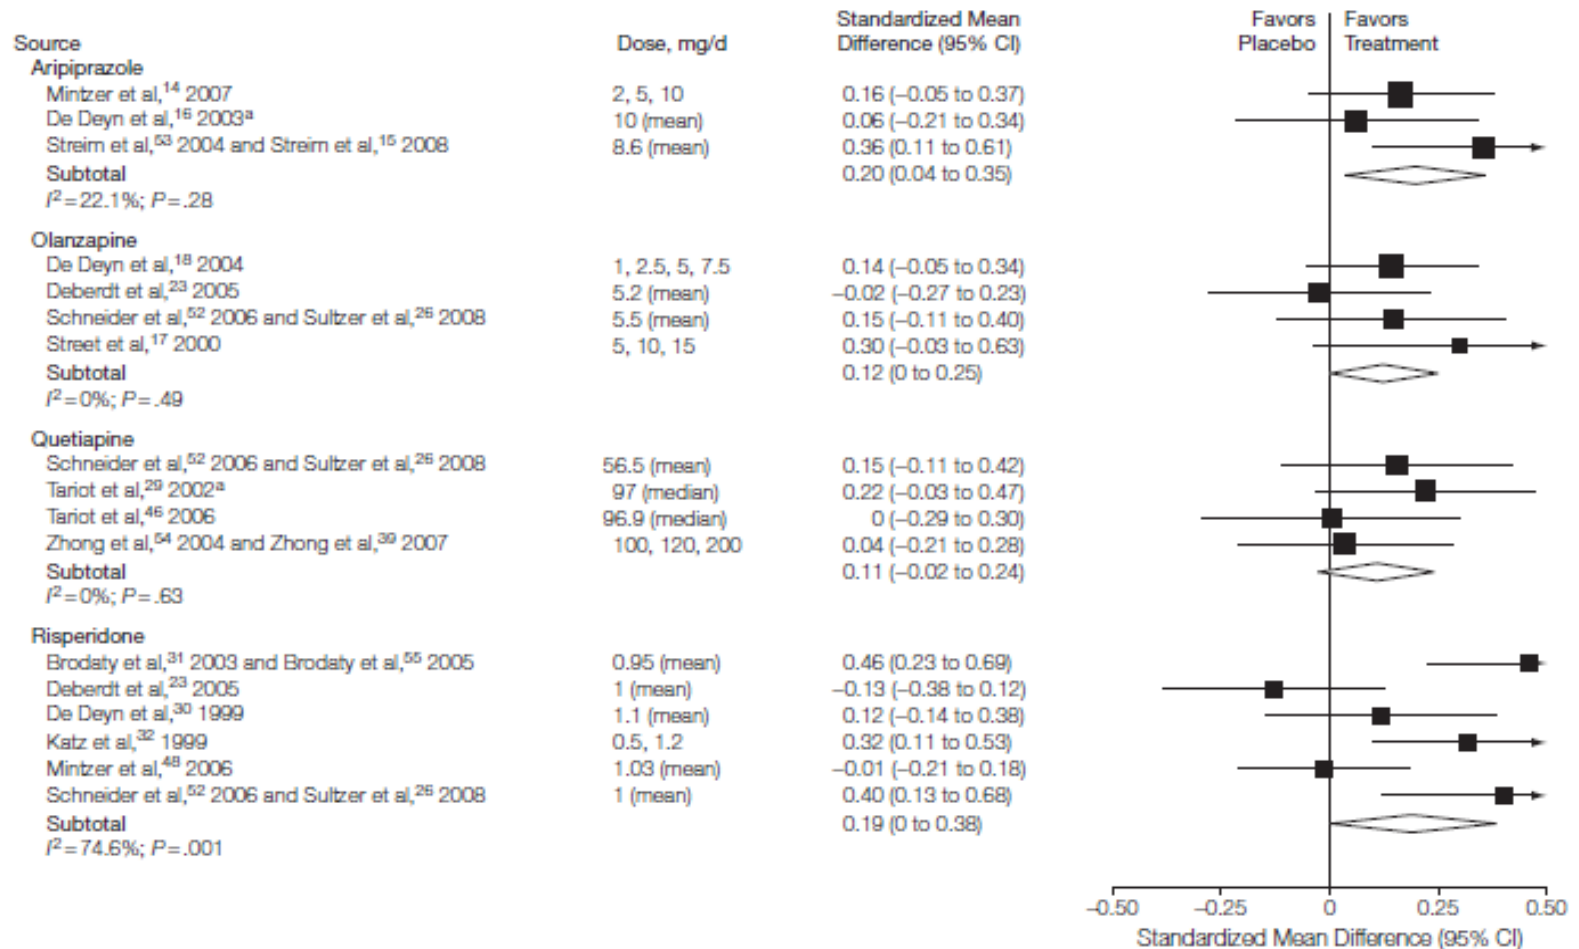 Source Dose, mg/d Standardized Mean Difference (95% CI) Favors Placebo Favors Treatment
Aripiprazole
Mintzer et al,14 2007 2, 5, 10 0.16 (−0.05 to 0.37)
De Deyn et al,16 2003a 10 (mean) 0.06 (−0.21 to 0.34)
Streim et al,53 2004 and Streim et al,15 2008 8.6 (mean) 0.36 (0.11 to 0.61)
Subtotal 0.20 (0.04 to 0.35)
I2=22.1%; P=.28
Olanzapine
De Deyn et al,18 2004 1, 2.5, 5, 7.5 0.14 (−0.05 to 0.34)
Deberdt et al,23 2005 5.2 (mean) −0.02 (−0.27 to 0.23)
Schneider et al,52 2006 and Sultzer et al,26 2008 5.5 (mean) 0.15 (−0.11 to 0.40)
Street et al,17 2000 5, 10, 15 0.30 (−0.03 to 0.63)
Subtotal 0.12 (0 to 0.25)
I2=0%; P=.49
Quetiapine
Schneider et al,52 2006 and Sultzer et al,26 2008 56.5 (mean) 0.15 (−0.11 to 0.42)
Tariot et al,29 2002a 97 (median) 0.22 (−0.03 to 0.47)
Tariot et al,46 2006 96.9 (median) 0 (−0.29 to 0.30)
Zhong et al,54 2004 and Zhong et al,39 2007 100, 120, 200 0.04 (−0.21 to 0.28)
Subtotal 0.11 (−0.02 to 0.24)
I2=0%; P=.63
Risperidone
Brodaty et al,31 2003 and Brodaty et al,55 2005 0.95 (mean) 0.46 (0.23 to 0.69)
Deberdt et al,23 2005 1 (mean) −0.13 (−0.38 to 0.12)
De Deyn et al,30 1999 1.1 (mean) 0.12 (−0.14 to 0.38)
Katz et al,32 1999 0.5, 1.2 0.32 (0.11 to 0.53)
Mintzer et al,48 2006 1.03 (mean) −0.01 (−0.21 to 0.18)
Schneider et al,52 2006 and Sultzer et al,26 2008 1 (mean) 0.40 (0.13 to 0.68)
Subtotal 0.19 (0 to 0.38)
I2=74.6%; P=.001
−0.50 −0.25 0 0.25 0.50
Standardized Mean Difference (95% CI)